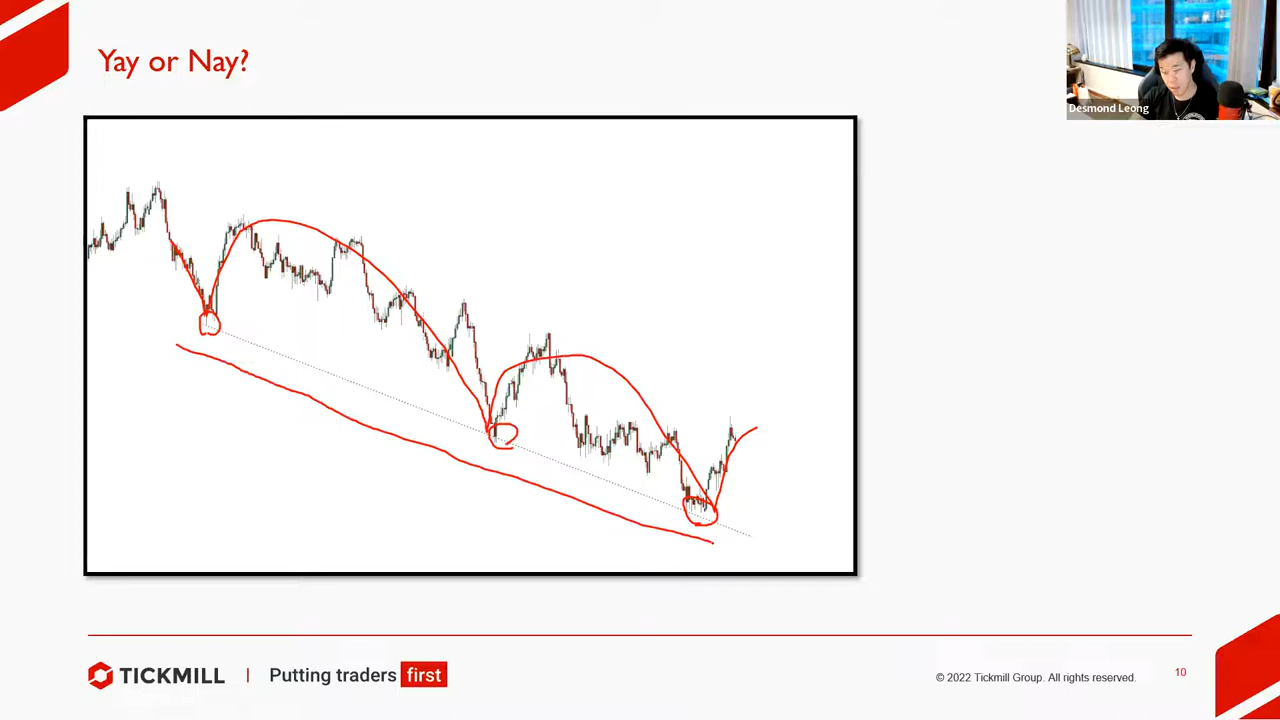 Yay or Nay?
Desmond Leong
TICKMILL | Putting traders first
© 2022 Tickmill Group. All rights reserved.
10